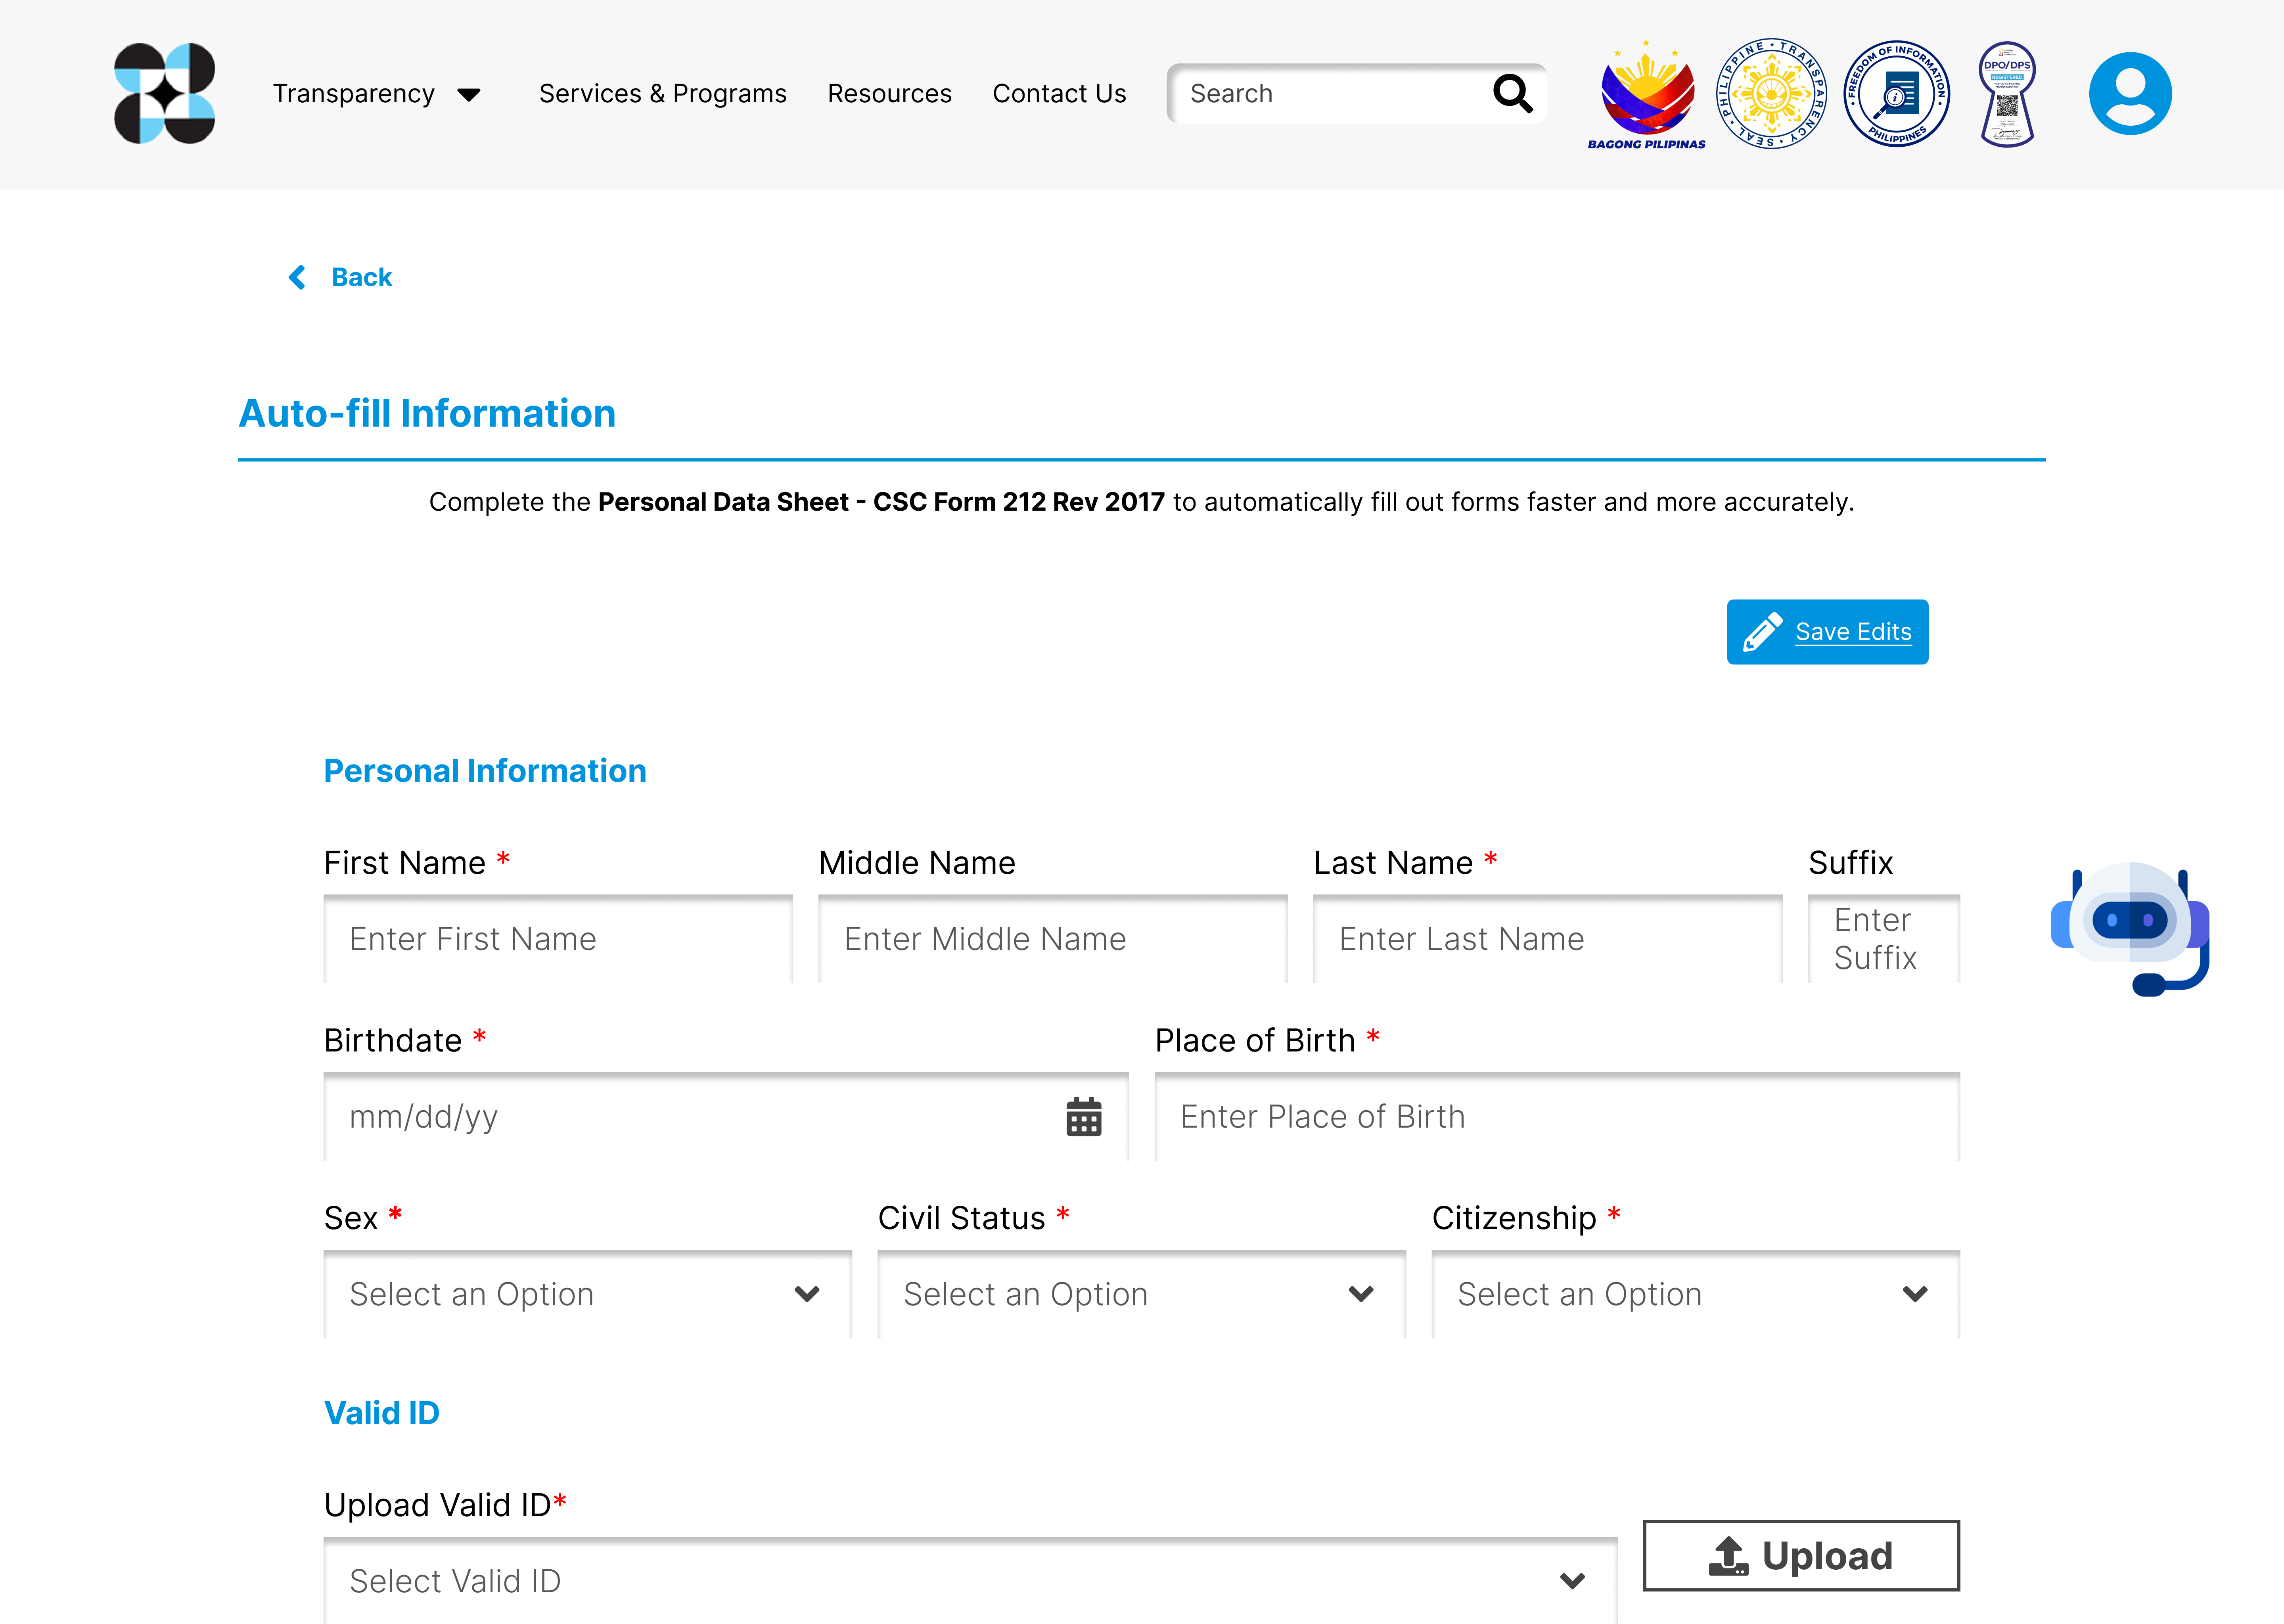 Transparency
Services & Programs
Resources
Contact Us
Search
BAGONG PILIPINAS
PHILIPPINE • TRANSPARENCY • SEAL •
• FREEDOM OF INFORMATION • PHILIPPINES
DPO/DPS
REGISTERED
Back
Auto-fill Information
Complete the Personal Data Sheet - CSC Form 212 Rev 2017 to automatically fill out forms faster and more accurately.
Save Edits
Personal Information
First Name *
Middle Name
Last Name *
Suffix
Enter First Name
Enter Middle Name
Enter Last Name
Enter
Suffix
Birthdate *
Place of Birth *
mm/dd/yy
Enter Place of Birth
Sex *
Civil Status *
Citizenship *
Select an Option
Select an Option
Select an Option
Valid ID
Upload Valid ID*
Select Valid ID
Upload